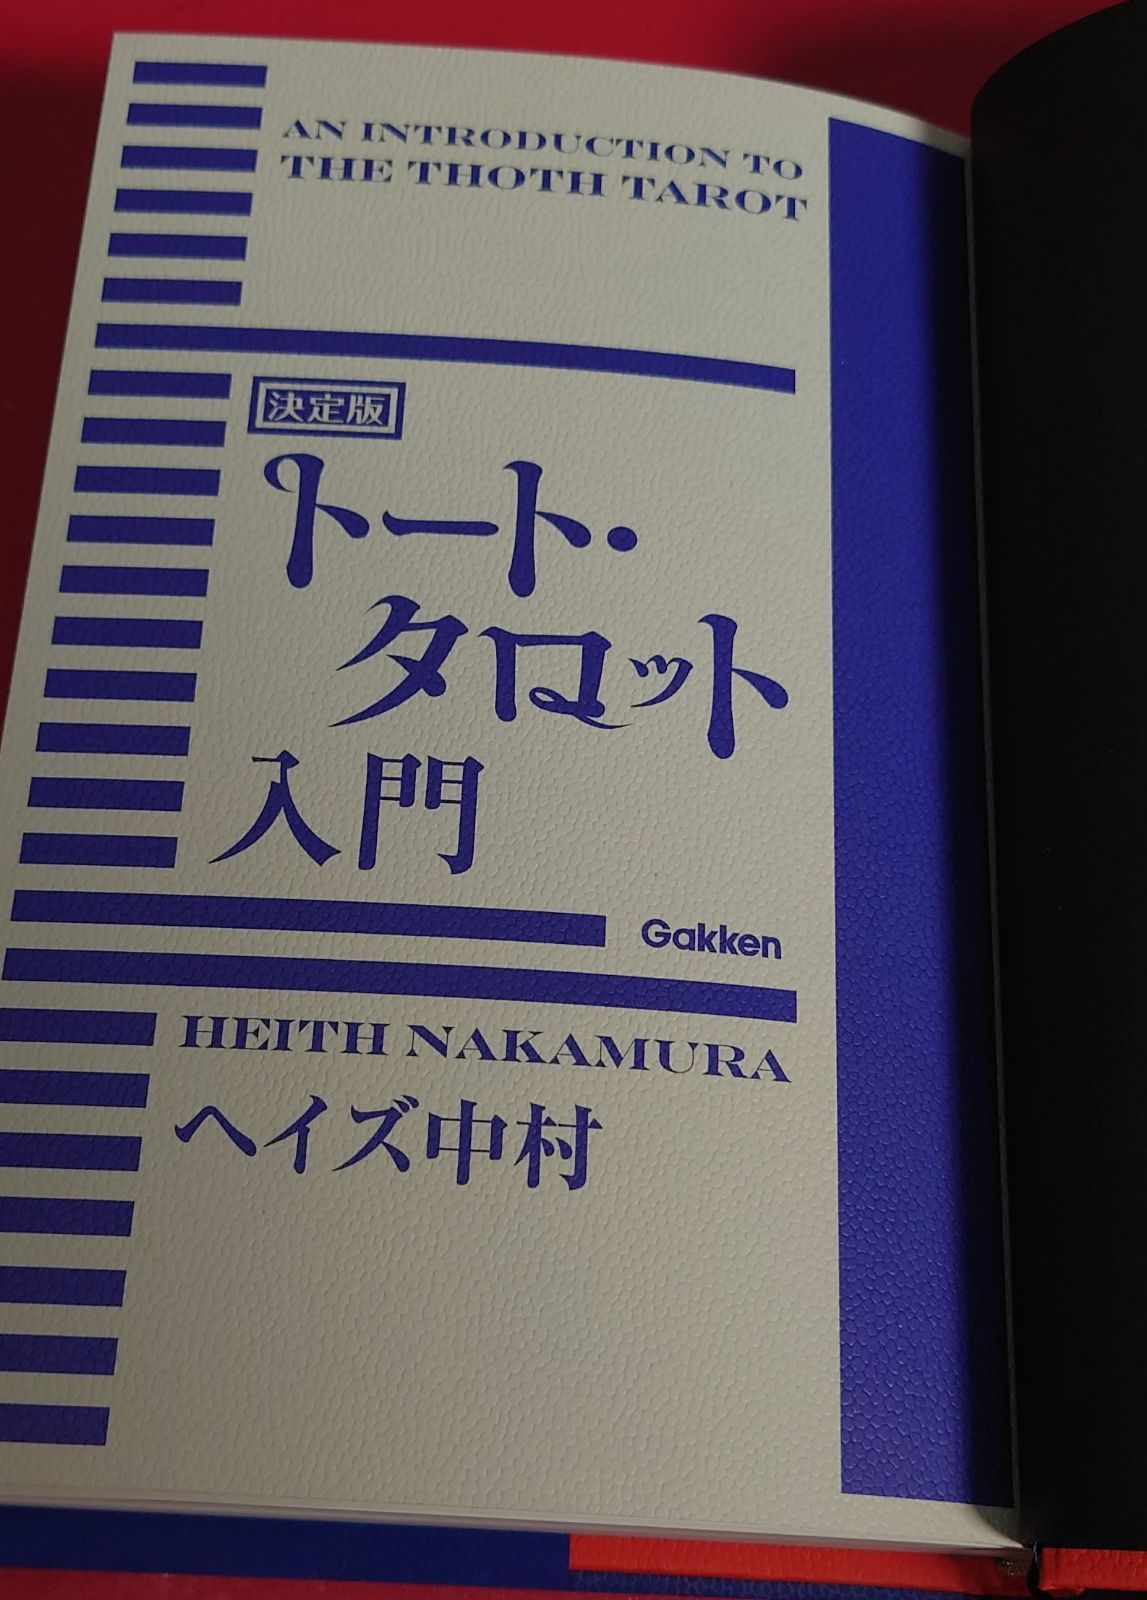 AN INTRODUCTION TO
THE THOTH TAROT
決定版
トート・
タロット
入門
Gakken
HEITH NAKAMURA
ヘイズ中村